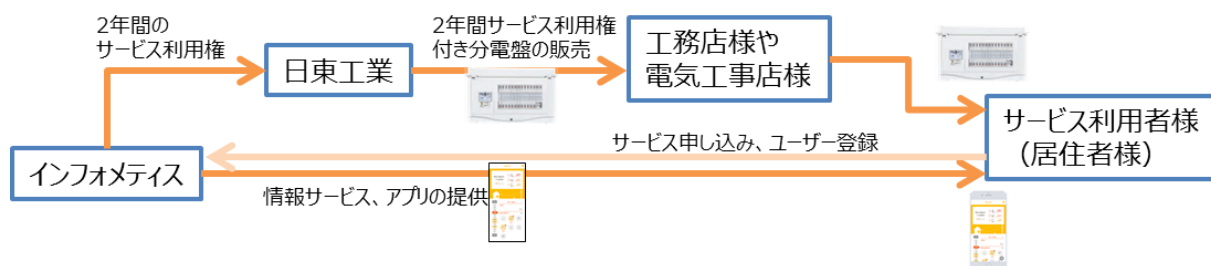 2年間の
サービス利用権
日東工業
2年間サービス利用権
付き分電盤の販売
工務店様や
電気工事店様
サービス利用者様
（居住者様）
サービス申し込み、ユーザー登録
インフォメティス
情報サービス、アプリの提供